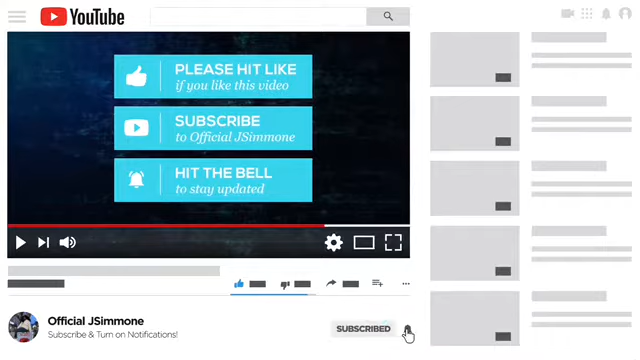 YouTube
PLEASE HIT LIKE
if you like this video
SUBSCRIBE
to Official JSimmone
HIT THE BELL
to stay updated
Official JSimmone
Subscribe & Turn on Notifications!
SUBSCRIBED